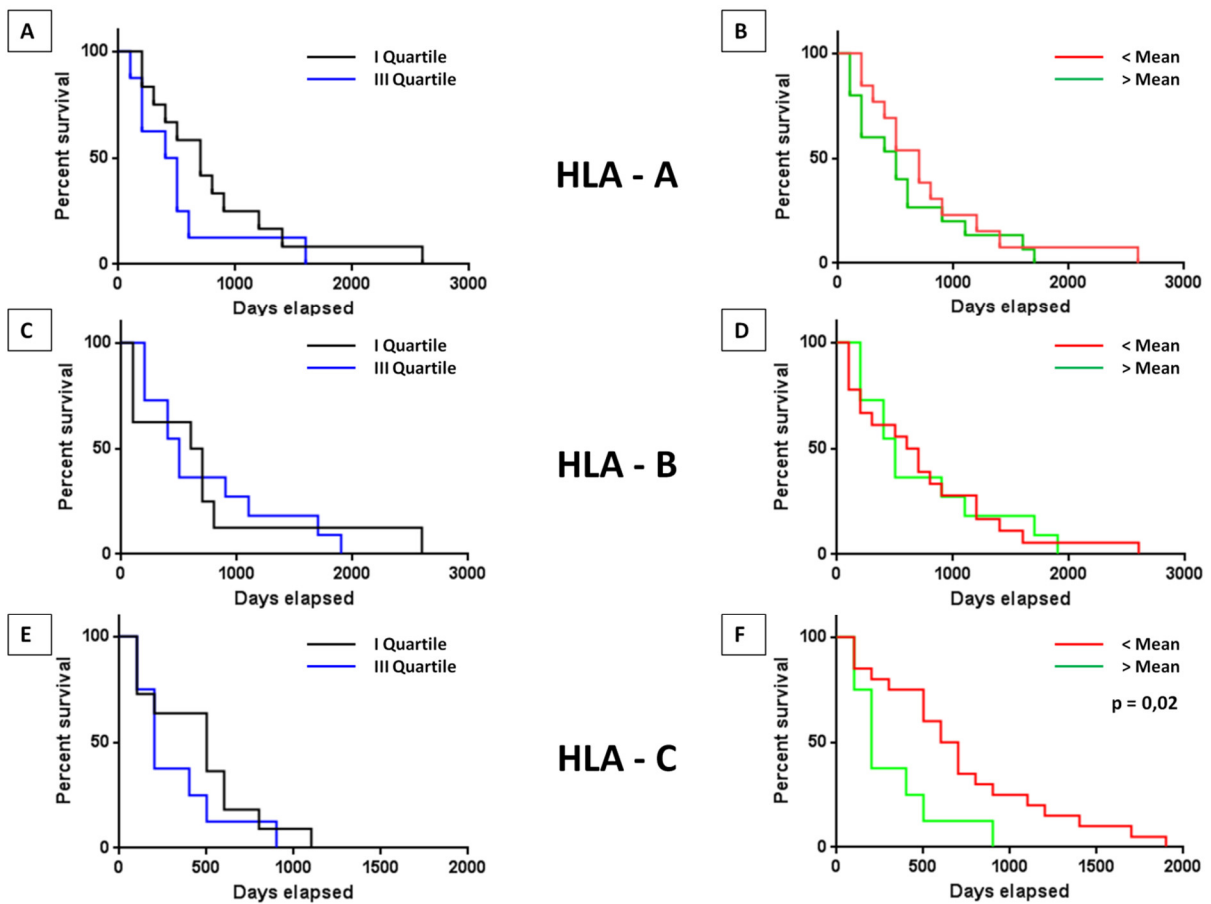 A
Percent survival
100
50
0
0 1000 2000 3000
Days elapsed
I Quartile
III Quartile
HLA - A
B
Percent survival
100
50
0
0 1000 2000 3000
Days elapsed
< Mean
> Mean
C
Percent survival
100
50
0
0 1000 2000 3000
Days elapsed
I Quartile
III Quartile
HLA - B
D
Percent survival
100
50
0
0 1000 2000 3000
Days elapsed
< Mean
> Mean
E
Percent survival
100
50
0
0 500 1000 1500 2000
Days elapsed
I Quartile
III Quartile
HLA - C
F
Percent survival
100
50
0
0 500 1000 1500 2000
Days elapsed
< Mean
> Mean
p = 0,02